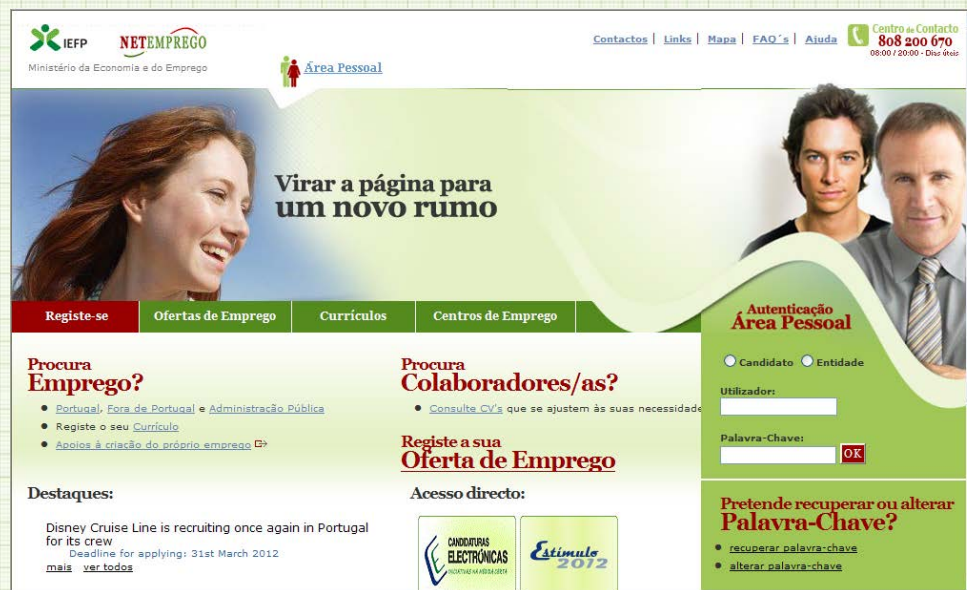 IEFP NETEMPREGO
Ministério da Economia e do Emprego
Área Pessoal
Contactos | Links | Mapa | FAQ´s | Ajuda
Centro de Contacto
808 200 670
08:00 / 20:00 - Dias úteis
Virar a página para
um novo rumo
Registe-se
Ofertas de Emprego
Currículos
Centros de Emprego
Procura
Emprego?
Portugal, Fora de Portugal e Administração Pública
Registe o seu Currículo
Apoios à criação do próprio emprego
Procura
Colaboradores/as?
Consulte CV's que se ajustem às suas necessidade
Registe a sua
Oferta de Emprego
Destaques:
Disney Cruise Line is recruiting once again in Portugal
for its crew
Deadline for applying: 31st March 2012
mais ver todos
Acesso directo:
CANDIDATURAS
ELECTRÓNICAS
Estímulo
2012
Autenticação
Área Pessoal
Candidato Entidade
Utilizador:
Palavra-Chave:
OK
Pretende recuperar ou alterar
Palavra-Chave?
recuperar palavra-chave
alterar palavra-chave